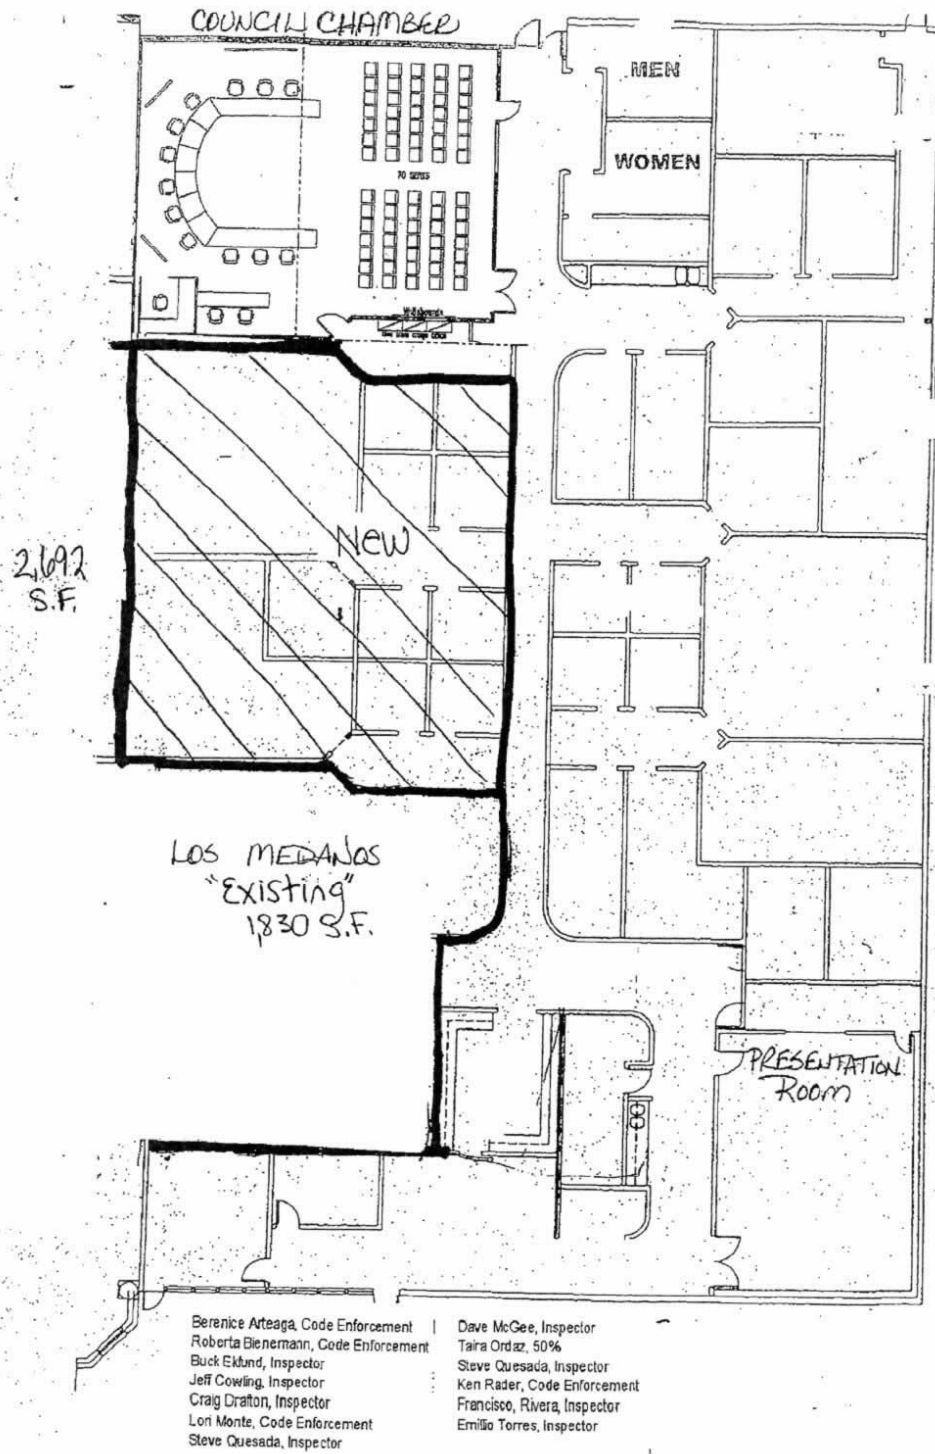 COUNCIL CHAMBER
MEN
WOMEN
70 SEATS
New
2,692
S.F.
LOS MEDANOS
"Existing"
1,830 S.F.
PRESENTATION
Room
Berenice Arteaga, Code Enforcement
Roberta Bienemann, Code Enforcement
Buck Eklund, Inspector
Jeff Cowling, Inspector
Craig Drafton, Inspector
Lori Monte, Code Enforcement
Steve Quesada, Inspector
Dave McGee, Inspector
Taira Ordaz, 50%
Steve Quesada, Inspector
Ken Rader, Code Enforcement
Francisco, Rivera, Inspector
Emilio Torres, Inspector